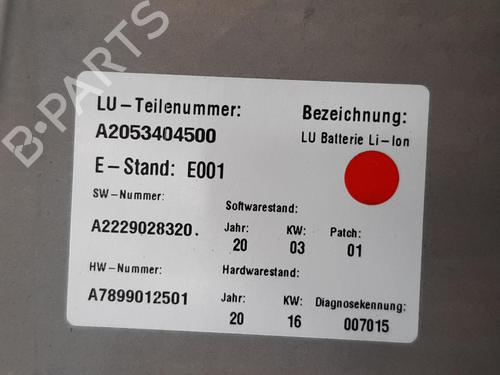 B-PARTS
LU-Teilenummer: Bezeichnung:
A2053404500 LU Batterie Li-Ion
E-Stand: E001
SW-Nummer: Softwarestand:
Jahr: KW: Patch:
A2229028320. 20 03 01
HW-Nummer: Hardwarestand:
Jahr: KW: Diagnosekennung:
A7899012501 20 16 007015